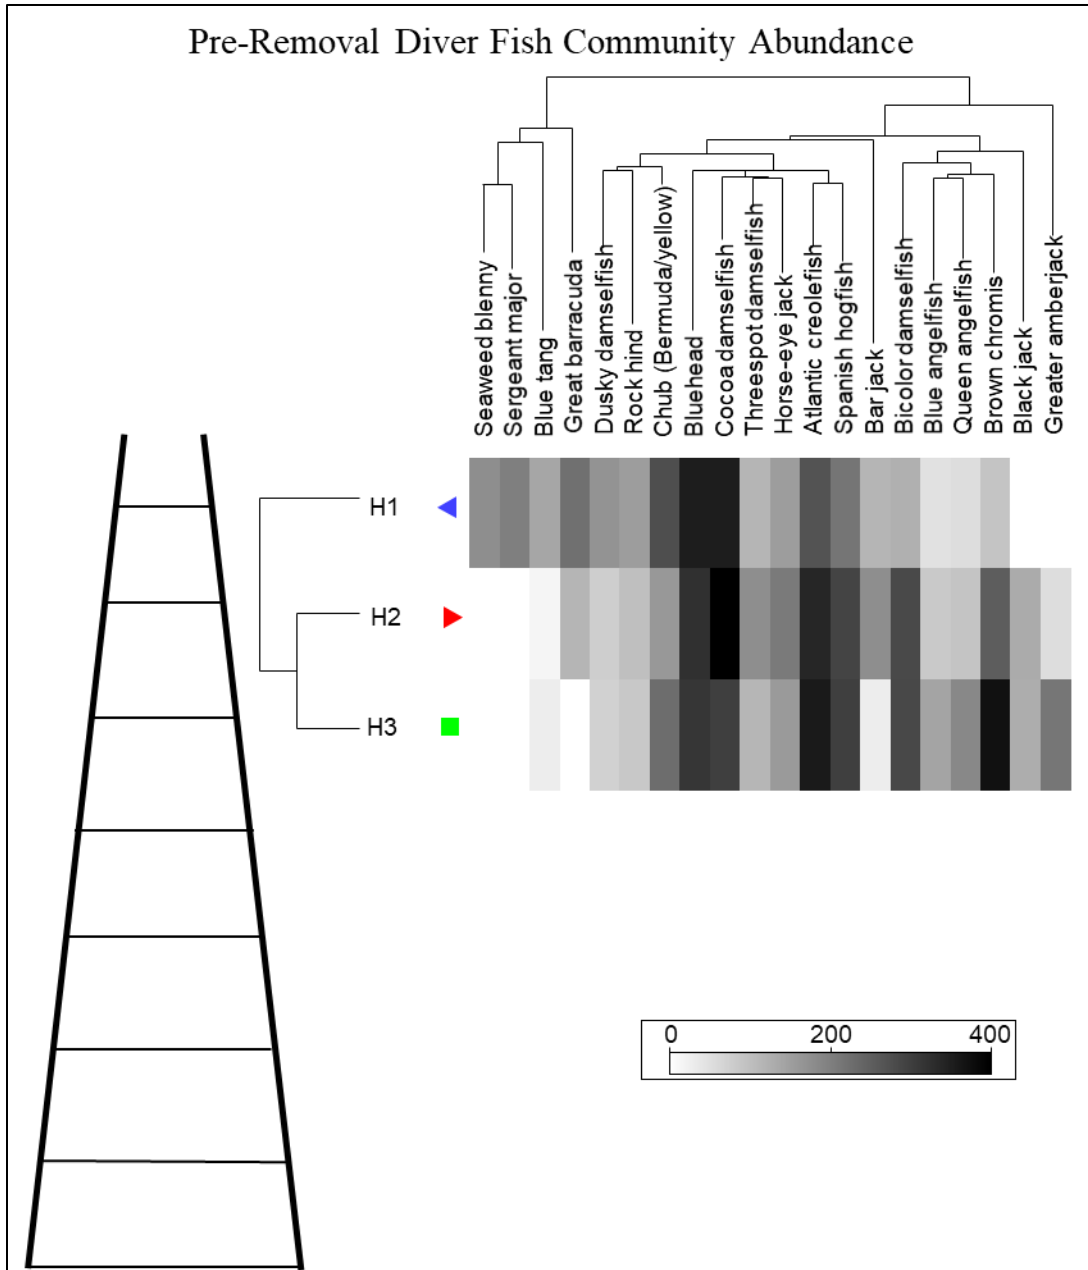 Pre-Removal Diver Fish Community Abundance
Seaweed blenny
Sergeant major
Blue tang
Great barracuda
Dusky damselfish
Rock hind
Chub (Bermuda/yellow)
Bluehead
Cocoa damselfish
Threespot damselfish
Horse-eye jack
Atlantic creolefish
Spanish hogfish
Bar jack
Bicolor damselfish
Blue angelfish
Queen angelfish
Brown chromis
Black jack
Greater amberjack
H1
H2
H3
0 200 400